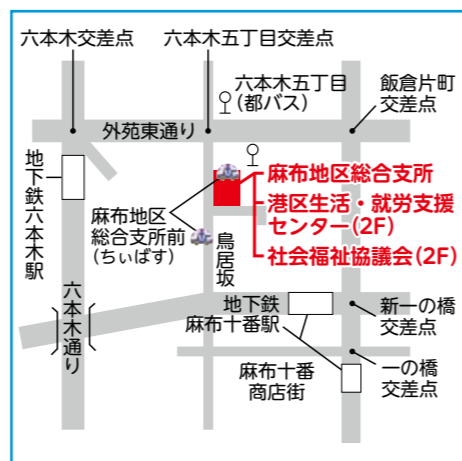 六本木交差点
六本木五丁目交差点
六本木五丁目
(都バス)
飯倉片町
交差点
外苑東通り
地下鉄六本木駅
麻布地区総合支所
港区生活・就労支援
センター(2F)
社会福祉協議会(2F)
麻布地区
総合支所前
(ちぃばす)
鳥居坂
六本木通り
地下鉄
麻布十番駅
新一の橋
交差点
麻布十番
商店街
一の橋
交差点